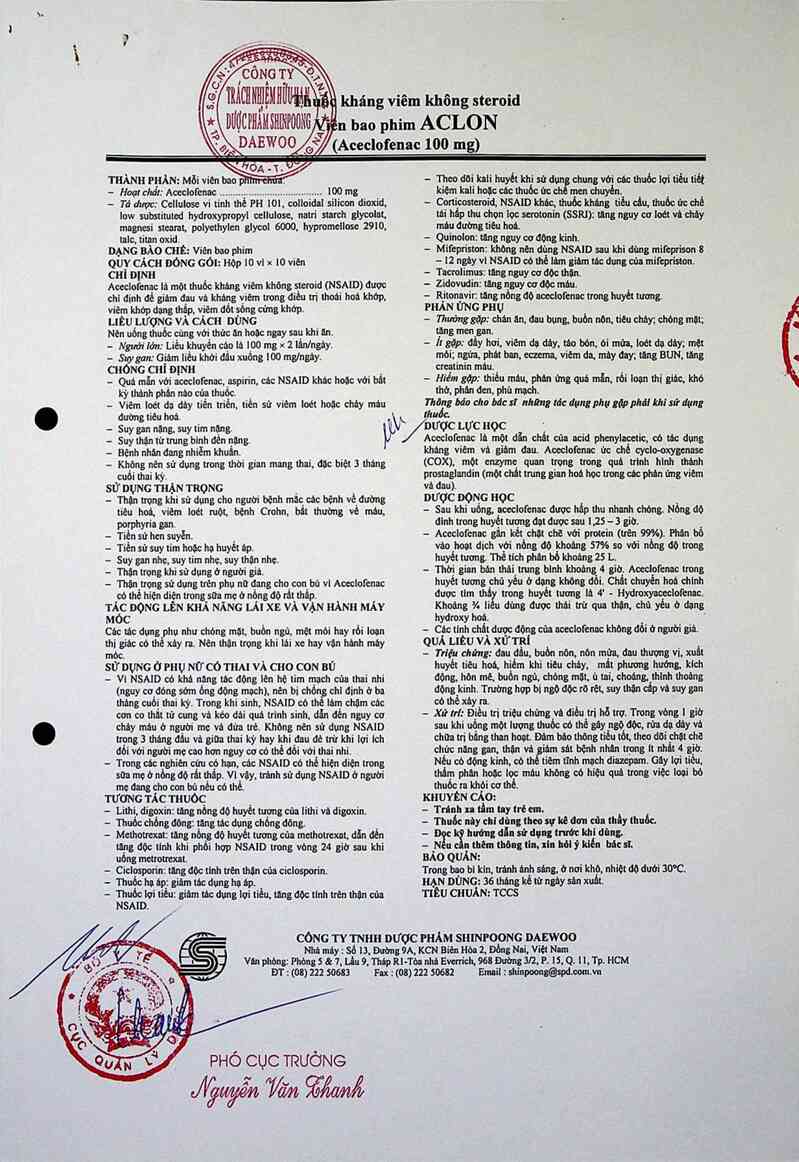 CÔNG TY
TRÁCH NHIỆM HỮU HẠN
DƯỢC PHẨM SHINPOONG
DAEWOO
Thuốc kháng viêm không steroid
Viên bao phim ACLON
(Aceclofenac 100 mg)
THÀNH PHẦN: Mỗi viên bao phim chứa:
– Hoạt chất: Aceclofenac ........................................ 100 mg
– Tá dược: Cellulose vi tinh thể PH 101, colloidal silicon dioxid,
low substituted hydroxypropyl cellulose, natri starch glycolat,
magnesi stearat, polyethylen glycol 6000, hypromellose 2910,
talc, titan oxid.
DẠNG BÀO CHẾ: Viên bao phim
QUY CÁCH ĐÓNG GÓI: Hộp 10 vỉ x 10 viên
CHỈ ĐỊNH
Aceclofenac là một thuốc kháng viêm không steroid (NSAID) được
chỉ định để giảm đau và kháng viêm trong điều trị thoái hoá khớp,
viêm khớp dạng thấp, viêm đốt sống cứng khớp.
LIỀU LƯỢNG VÀ CÁCH DÙNG
Nên uống thuốc cùng với thức ăn hoặc ngay sau khi ăn.
– Người lớn: Liều khuyến cáo là 100 mg × 2 lần/ngày.
– Suy gan: Giảm liều khởi đầu xuống 100 mg/ngày.
CHỐNG CHỈ ĐỊNH
– Quá mẫn với aceclofenac, aspirin, các NSAID khác hoặc với bất
kỳ thành phần nào của thuốc.
– Viêm loét dạ dày tiến triển, tiền sử viêm loét hoặc chảy máu
đường tiêu hoá.
– Suy gan nặng, suy tim nặng.
– Suy thận từ trung bình đến nặng.
– Bệnh nhân đang nhiễm khuẩn.
– Không nên sử dụng trong thời gian mang thai, đặc biệt 3 tháng
cuối thai kỳ.
SỬ DỤNG THẬN TRỌNG
– Thận trọng khi sử dụng cho người bệnh mắc các bệnh về đường
tiêu hoá, viêm loét ruột, bệnh Crohn, bất thường về máu,
porphyria gan.
– Tiền sử hen suyễn.
– Tiền sử suy tim hoặc hạ huyết áp.
– Suy gan nhẹ, suy tim nhẹ, suy thận nhẹ.
– Thận trọng khi sử dụng ở người già.
– Thận trọng sử dụng trên phụ nữ đang cho con bú vì Aceclofenac
có thể hiện diện trong sữa mẹ ở nồng độ rất thấp.
TÁC ĐỘNG LÊN KHẢ NĂNG LÁI XE VÀ VẬN HÀNH MÁY
MÓC
Các tác dụng phụ như chóng mặt, buồn ngủ, mệt mỏi hay rối loạn
thị giác có thể xảy ra. Nên thận trọng khi lái xe hay vận hành máy
móc.
SỬ DỤNG Ở PHỤ NỮ CÓ THAI VÀ CHO CON BÚ
– Vì NSAID có khả năng tác động lên hệ tim mạch của thai nhi
(nguy cơ đóng sớm ống động mạch), nên bị chống chỉ định ở ba
tháng cuối thai kỳ. Trong khi sinh, NSAID có thể làm chậm các
cơn co thắt tử cung và kéo dài quá trình sinh, dẫn đến nguy cơ
chảy máu ở người mẹ và đứa trẻ. Không nên sử dụng NSAID
trong 3 tháng đầu và giữa thai kỳ hay khi đau đẻ trừ khi lợi ích
đối với người mẹ cao hơn nguy cơ có thể đối với thai nhi.
– Trong các nghiên cứu có hạn, các NSAID có thể hiện diện trong
sữa mẹ ở nồng độ rất thấp. Vì vậy, tránh sử dụng NSAID ở người
mẹ đang cho con bú nếu có thể.
TƯƠNG TÁC THUỐC
– Lithi, digoxin: tăng nồng độ huyết tương của lithi và digoxin.
– Thuốc chống đông: tăng tác dụng chống đông.
– Methotrexat: tăng nồng độ huyết tương của methotrexat, dẫn đến
tăng độc tính khi phối hợp NSAID trong vòng 24 giờ sau khi
uống metrotrexat.
– Ciclosporin: tăng độc tính trên thận của ciclosporin.
– Thuốc hạ áp: giảm tác dụng hạ áp.
– Thuốc lợi tiểu: giảm tác dụng lợi tiểu, tăng độc tính trên thận của
NSAID.
– Theo dõi kali huyết khi sử dụng chung với các thuốc lợi tiểu tiết
kiệm kali hoặc các thuốc ức chế men chuyển.
– Corticosteroid, NSAID khác, thuốc kháng tiểu cầu, thuốc ức chế
tái hấp thu chọn lọc serotonin (SSRI): tăng nguy cơ loét và chảy
máu đường tiêu hoá.
– Quinolon: tăng nguy cơ động kinh.
– Mifepriston: không nên dùng NSAID sau khi dùng mifeprison 8
– 12 ngày vì NSAID có thể làm giảm tác dụng của mifepriston.
– Tacrolimus: tăng nguy cơ độc thận.
– Zidovudin: tăng nguy cơ độc máu.
– Ritonavir: tăng nồng độ aceclofenac trong huyết tương.
PHẢN ỨNG PHỤ
– Thường gặp: chán ăn, đau bụng, buồn nôn, tiêu chảy; chóng mặt;
tăng men gan.
– Ít gặp: đầy hơi, viêm dạ dày, táo bón, ói mửa, loét dạ dày; mệt
mỏi; ngứa, phát ban, eczema, viêm da, mày đay; tăng BUN, tăng
creatinin máu.
– Hiếm gặp: thiếu máu, phản ứng quá mẫn, rối loạn thị giác, khó
thở, phân đen, phù mạch.
Thông báo cho bác sĩ những tác dụng phụ gặp phải khi sử dụng
thuốc.
DƯỢC LỰC HỌC
Aceclofenac là một dẫn chất của acid phenylacetic, có tác dụng
kháng viêm và giảm đau. Aceclofenac ức chế cyclo-oxygenase
(COX), một enzyme quan trọng trong quá trình hình thành
prostaglandin (một chất trung gian hoá học trong các phản ứng viêm
và đau).
DƯỢC ĐỘNG HỌC
– Sau khi uống, aceclofenac được hấp thu nhanh chóng. Nồng độ
đỉnh trong huyết tương đạt được sau 1,25 – 3 giờ.
– Aceclofenac gắn kết chặt chẽ với protein (trên 99%). Phân bố
vào hoạt dịch với nồng độ khoảng 57% so với nồng độ trong
huyết tương. Thể tích phân bố khoảng 25 L.
– Thời gian bán thải trung bình khoảng 4 giờ. Aceclofenac trong
huyết tương chủ yếu ở dạng không đổi. Chất chuyển hoá chính
được tìm thấy trong huyết tương là 4' - Hydroxyaceclofenac.
Khoảng ⅔ liều dùng được thải trừ qua thận, chủ yếu ở dạng
hydroxy hoá.
– Các tính chất dược động của aceclofenac không đổi ở người già.
QUÁ LIỀU VÀ XỬ TRÍ
– Triệu chứng: đau đầu, buồn nôn, nôn mửa, đau thượng vị, xuất
huyết tiêu hoá, hiếm khi tiêu chảy, mất phương hướng, kích
động, hôn mê, buồn ngủ, chóng mặt, ù tai, choáng, thỉnh thoảng
động kinh. Trường hợp bị ngộ độc rõ rệt, suy thận cấp và suy gan
có thể xảy ra.
– Xử trí: Điều trị triệu chứng và điều trị hỗ trợ. Trong vòng 1 giờ
sau khi uống một lượng thuốc có thể gây ngộ độc, rửa dạ dày và
chữa trị bằng than hoạt. Đảm bảo thông tiểu tốt, theo dõi chặt chẽ
chức năng gan, thận và giám sát bệnh nhân trong ít nhất 4 giờ.
Nếu có động kinh, có thể tiêm tĩnh mạch diazepam. Gây lợi tiểu,
thẩm phân hoặc lọc máu không có hiệu quả trong việc loại bỏ
thuốc ra khỏi cơ thể.
KHUYẾN CÁO:
– Tránh xa tầm tay trẻ em.
– Thuốc này chỉ dùng theo sự kê đơn của thầy thuốc.
– Đọc kỹ hướng dẫn sử dụng trước khi dùng.
– Nếu cần thêm thông tin, xin hỏi ý kiến bác sĩ.
BẢO QUẢN:
Trong bao bì kín, tránh ánh sáng, ở nơi khô, nhiệt độ dưới 30°C.
HẠN DÙNG: 36 tháng kể từ ngày sản xuất.
TIÊU CHUẨN: TCCS
CÔNG TY TNHH DƯỢC PHẨM SHINPOONG DAEWOO
Nhà máy : Số 13, Đường 9A, KCN Biên Hòa 2, Đồng Nai, Việt Nam
Văn phòng: Phòng 5 & 7, Lầu 9, Tháp R1-Tòa nhà Everrich, 968 Đường 3/2, P. 15, Q. 11, Tp. HCM
ĐT : (08) 222 50683 Fax : (08) 222 50682 Email : shinpoong@spd.com.vn
BỘ Y TẾ
CỤC QUẢN LÝ
PHÓ CỤC TRƯỞNG
Nguyễn Văn Thanh